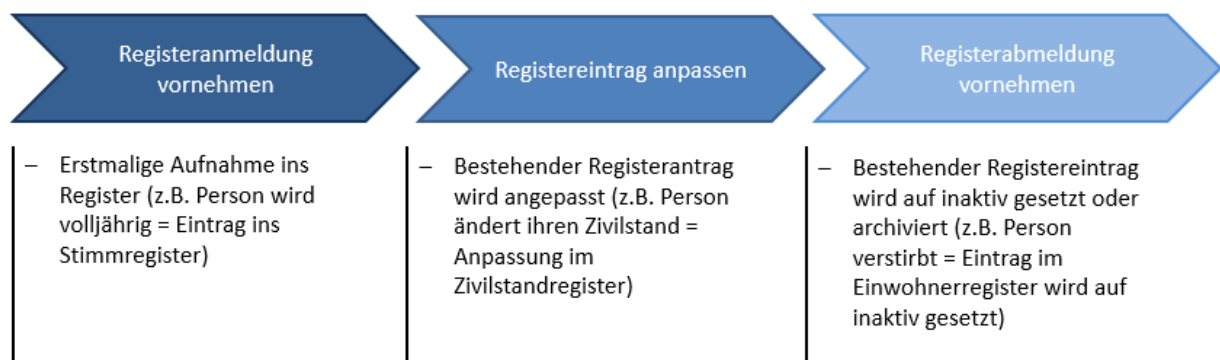 Registeranmeldung
vornehmen
Registereintrag anpassen
Registerabmeldung
vornehmen
– Erstmalige Aufnahme ins
Register (z.B. Person wird
volljährig = Eintrag ins
Stimmregister)
– Bestehender Registerantrag
wird angepasst (z.B. Person
ändert ihren Zivilstand =
Anpassung im
Zivilstandregister)
– Bestehender Registereintrag
wird auf inaktiv gesetzt oder
archiviert (z.B. Person
verstirbt = Eintrag im
Einwohnerregister wird auf
inaktiv gesetzt)